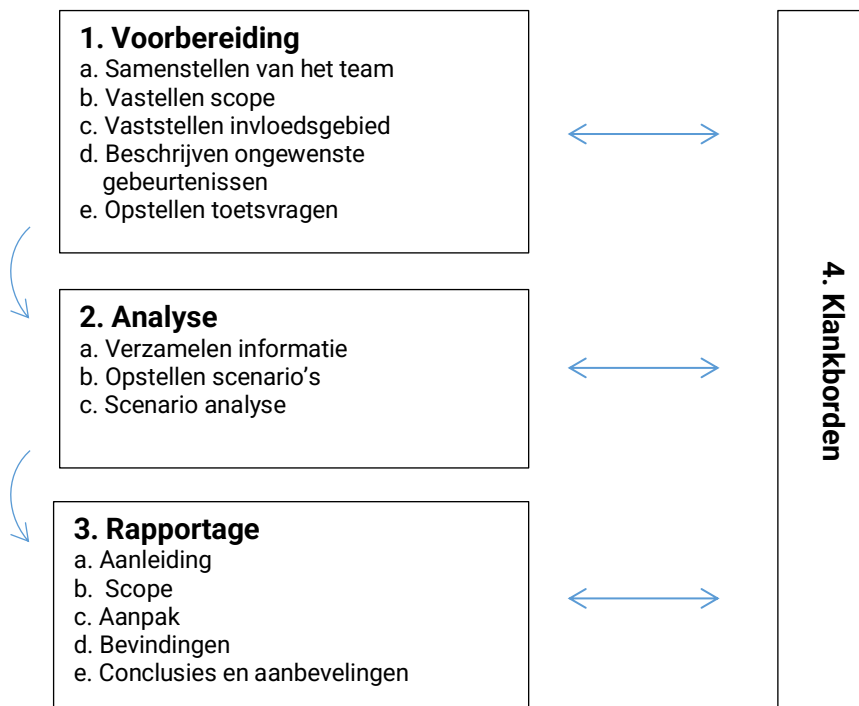 1. Voorbereiding
a. Samenstellen van het team
b. Vastellen scope
c. Vaststellen invloedsgebied
d. Beschrijven ongewenste
gebeurtenissen
e. Opstellen toetsvragen
2. Analyse
a. Verzamelen informatie
b. Opstellen scenario's
c. Scenario analyse
3. Rapportage
a. Aanleiding
b.  Scope
c. Aanpak
d. Bevindingen
e. Conclusies en aanbevelingen
4. Klankborden